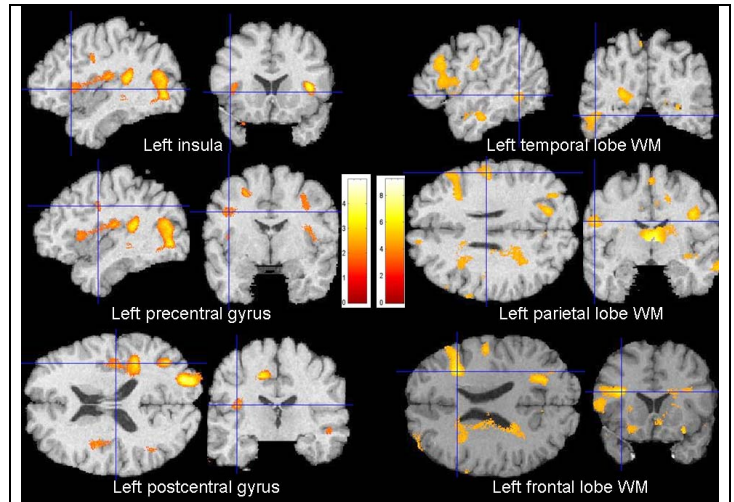 Left insula
Left temporal lobe WM
4
3
2
1
0
8
6
4
2
0
Left precentral gyrus
Left parietal lobe WM
Left postcentral gyrus
Left frontal lobe WM